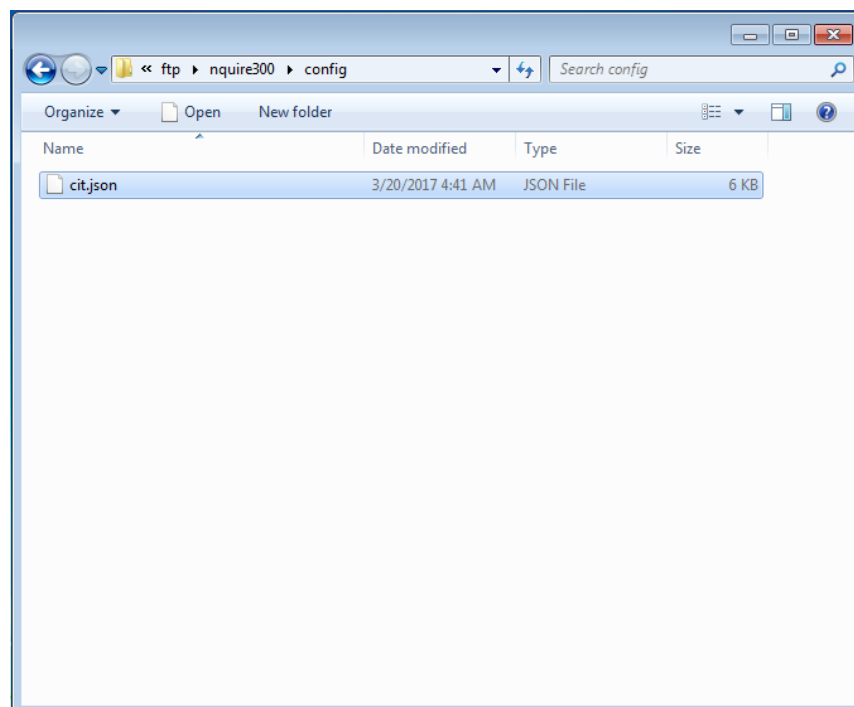 « ftp nquire300 config Search config
Organize Open New folder
Name Date modified Type Size
cit.json 3/20/2017 4:41 AM JSON File 6 KB